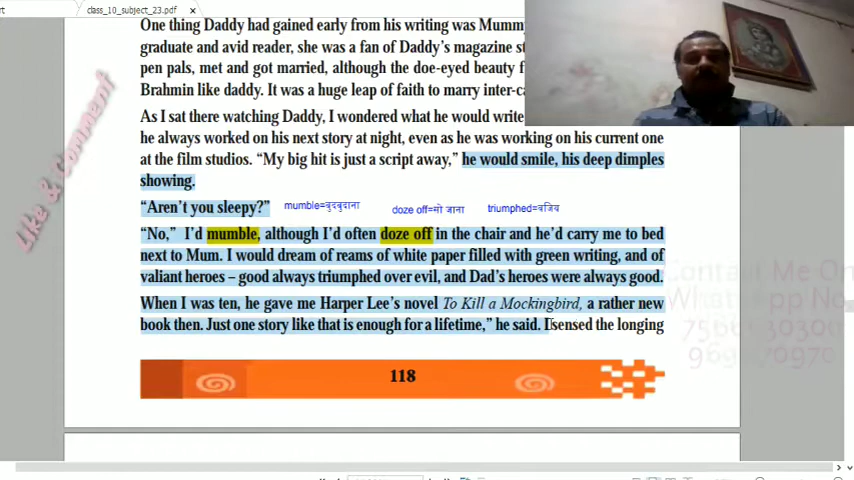 rt
class_10_subject_23.pdf ×
One thing Daddy had gained early from his writing was Mummy
graduate and avid reader, she was a fan of Daddy's magazine st
pen pals, met and got married, although the doe-eyed beauty f
Brahmin like daddy. It was a huge leap of faith to marry inter-ca
As I sat there watching Daddy, I wondered what he would write
he always worked on his next story at night, even as he was working on his current one
at the film studios. "My big hit is just a script away," he would smile, his deep dimples
showing.
"Aren't you sleepy?" mumble=बुदबुदाना doze off=सो जाना triumphed=वजिय
"No," I'd mumble, although I'd often doze off in the chair and he'd carry me to bed
next to Mum. I would dream of reams of white paper filled with green writing, and of
valiant heroes – good always triumphed over evil, and Dad's heroes were always good.
When I was ten, he gave me Harper Lee's novel To Kill a Mockingbird, a rather new
book then. Just one story like that is enough for a lifetime," he said. I sensed the longing
118
Like & Comment
Contact Me On
WhatsApp No.